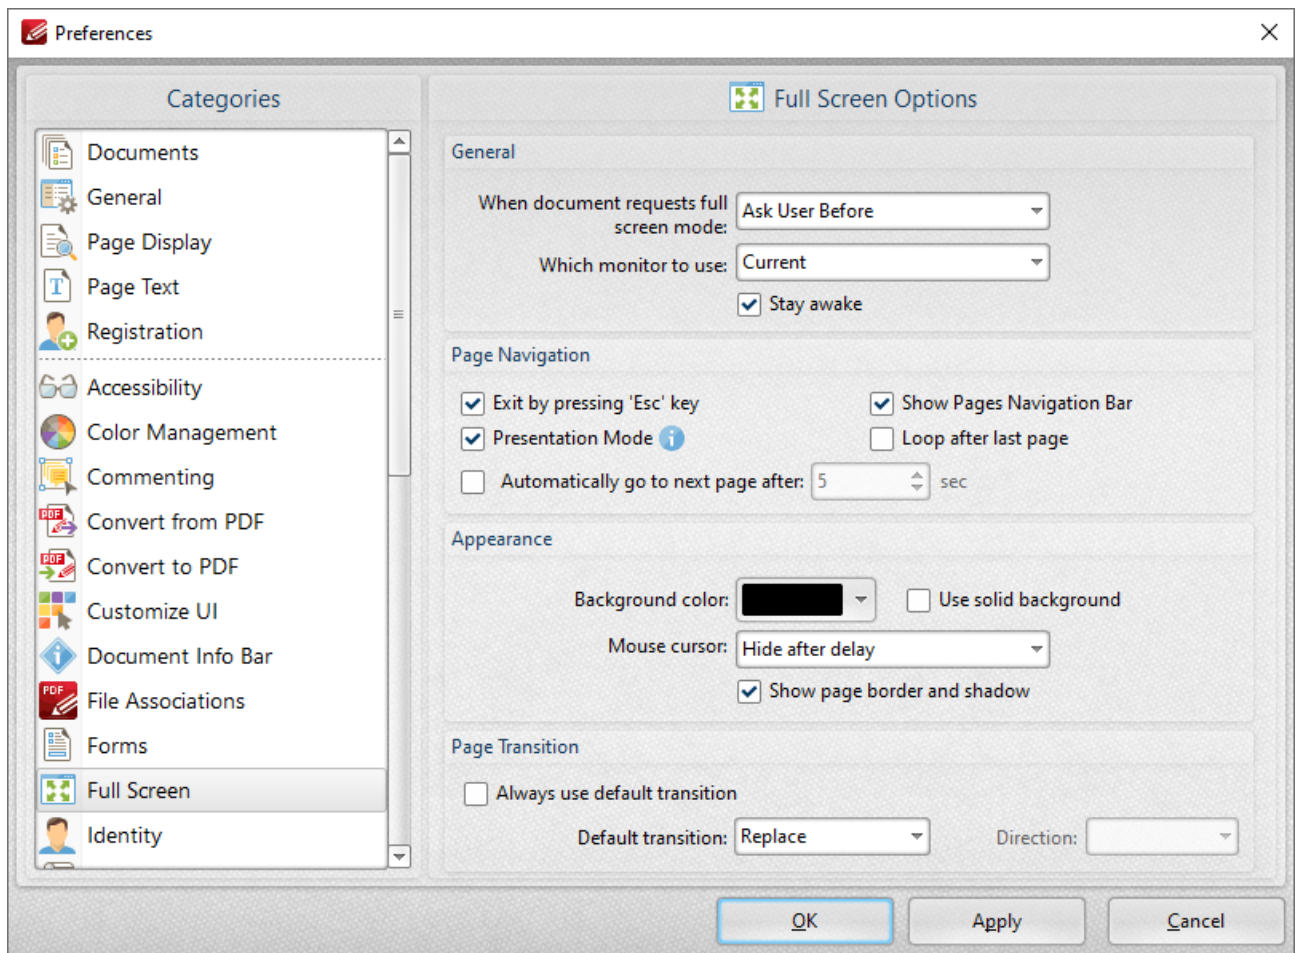 Preferences
Categories
Documents
General
Page Display
Page Text
Registration
Accessibility
Color Management
Commenting
PDF
Convert from PDF
PDF
Convert to PDF
Customize UI
Document Info Bar
PDF
File Associations
Forms
Full Screen
Identity
Full Screen Options
General
When document requests full
screen mode:
Ask User Before
Which monitor to use:
Current
Stay awake
Page Navigation
Exit by pressing 'Esc' key
Show Pages Navigation Bar
Presentation Mode
Loop after last page
Automatically go to next page after:
5
sec
Appearance
Background color:
Use solid background
Mouse cursor:
Hide after delay
Show page border and shadow
Page Transition
Always use default transition
Default transition:
Replace
Direction:
OK
Apply
Cancel